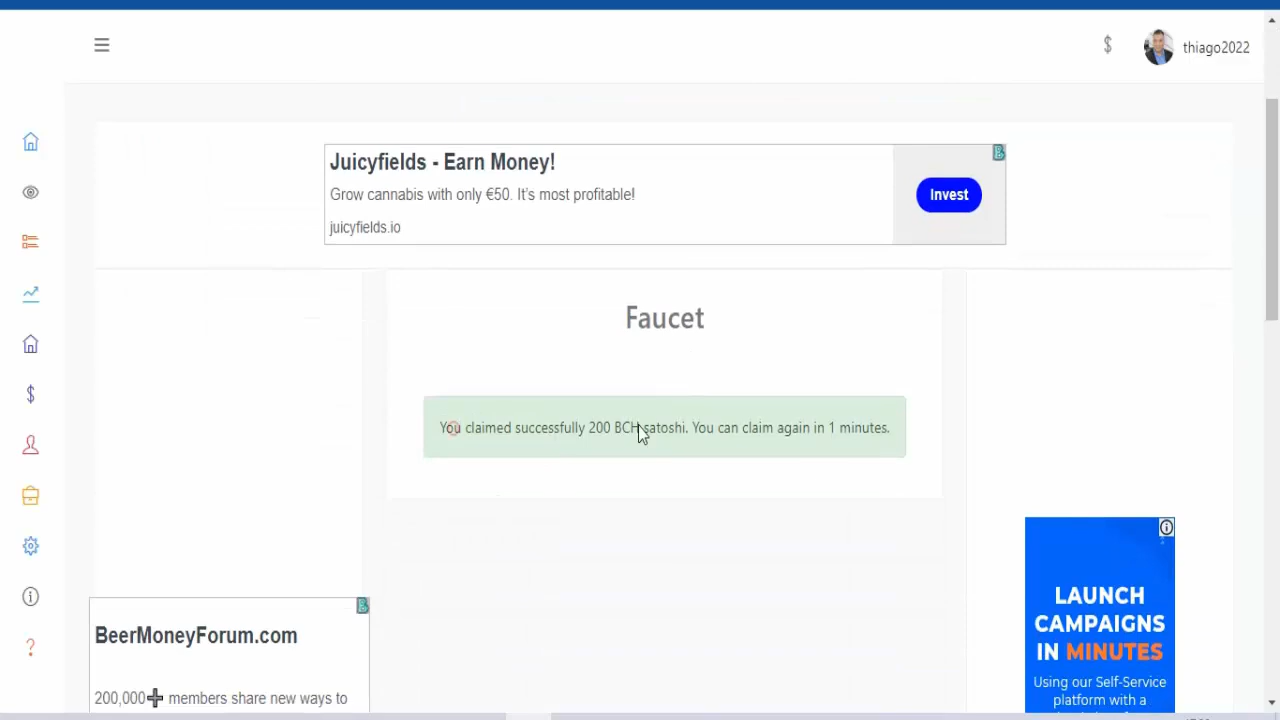 thiago2022
Juicyfields - Earn Money!
Grow cannabis with only €50. It's most profitable!
juicyfields.io
Invest
Faucet
You claimed successfully 200 BCH satoshi. You can claim again in 1 minutes.
BeerMoneyForum.com
200,000+ members share new ways to
LAUNCH
CAMPAIGNS
IN MINUTES
Using our Self-Service
platform with a